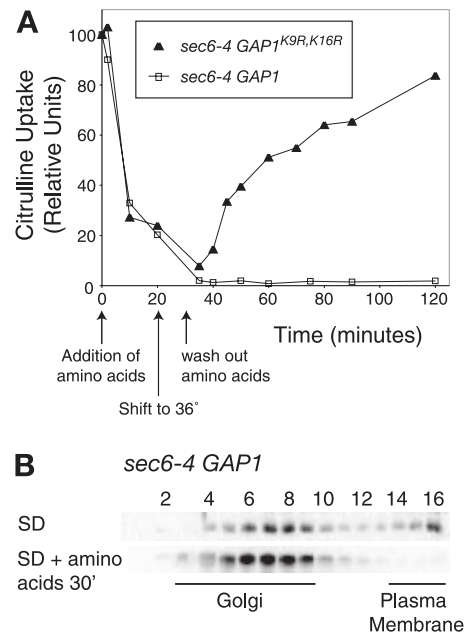 A
sec6-4 GAP1K9R,K16R
sec6-4 GAP1
Citrulline Uptake
(Relative Units)
100
80
60
40
20
0
0 20 40 60 80 100 120
Time (minutes)
Addition of
amino acids
wash out
amino acids
Shift to 36°
B
sec6-4 GAP1
2 4 6 8 10 12 14 16
SD
SD + amino
acids 30'
Golgi
Plasma
Membrane